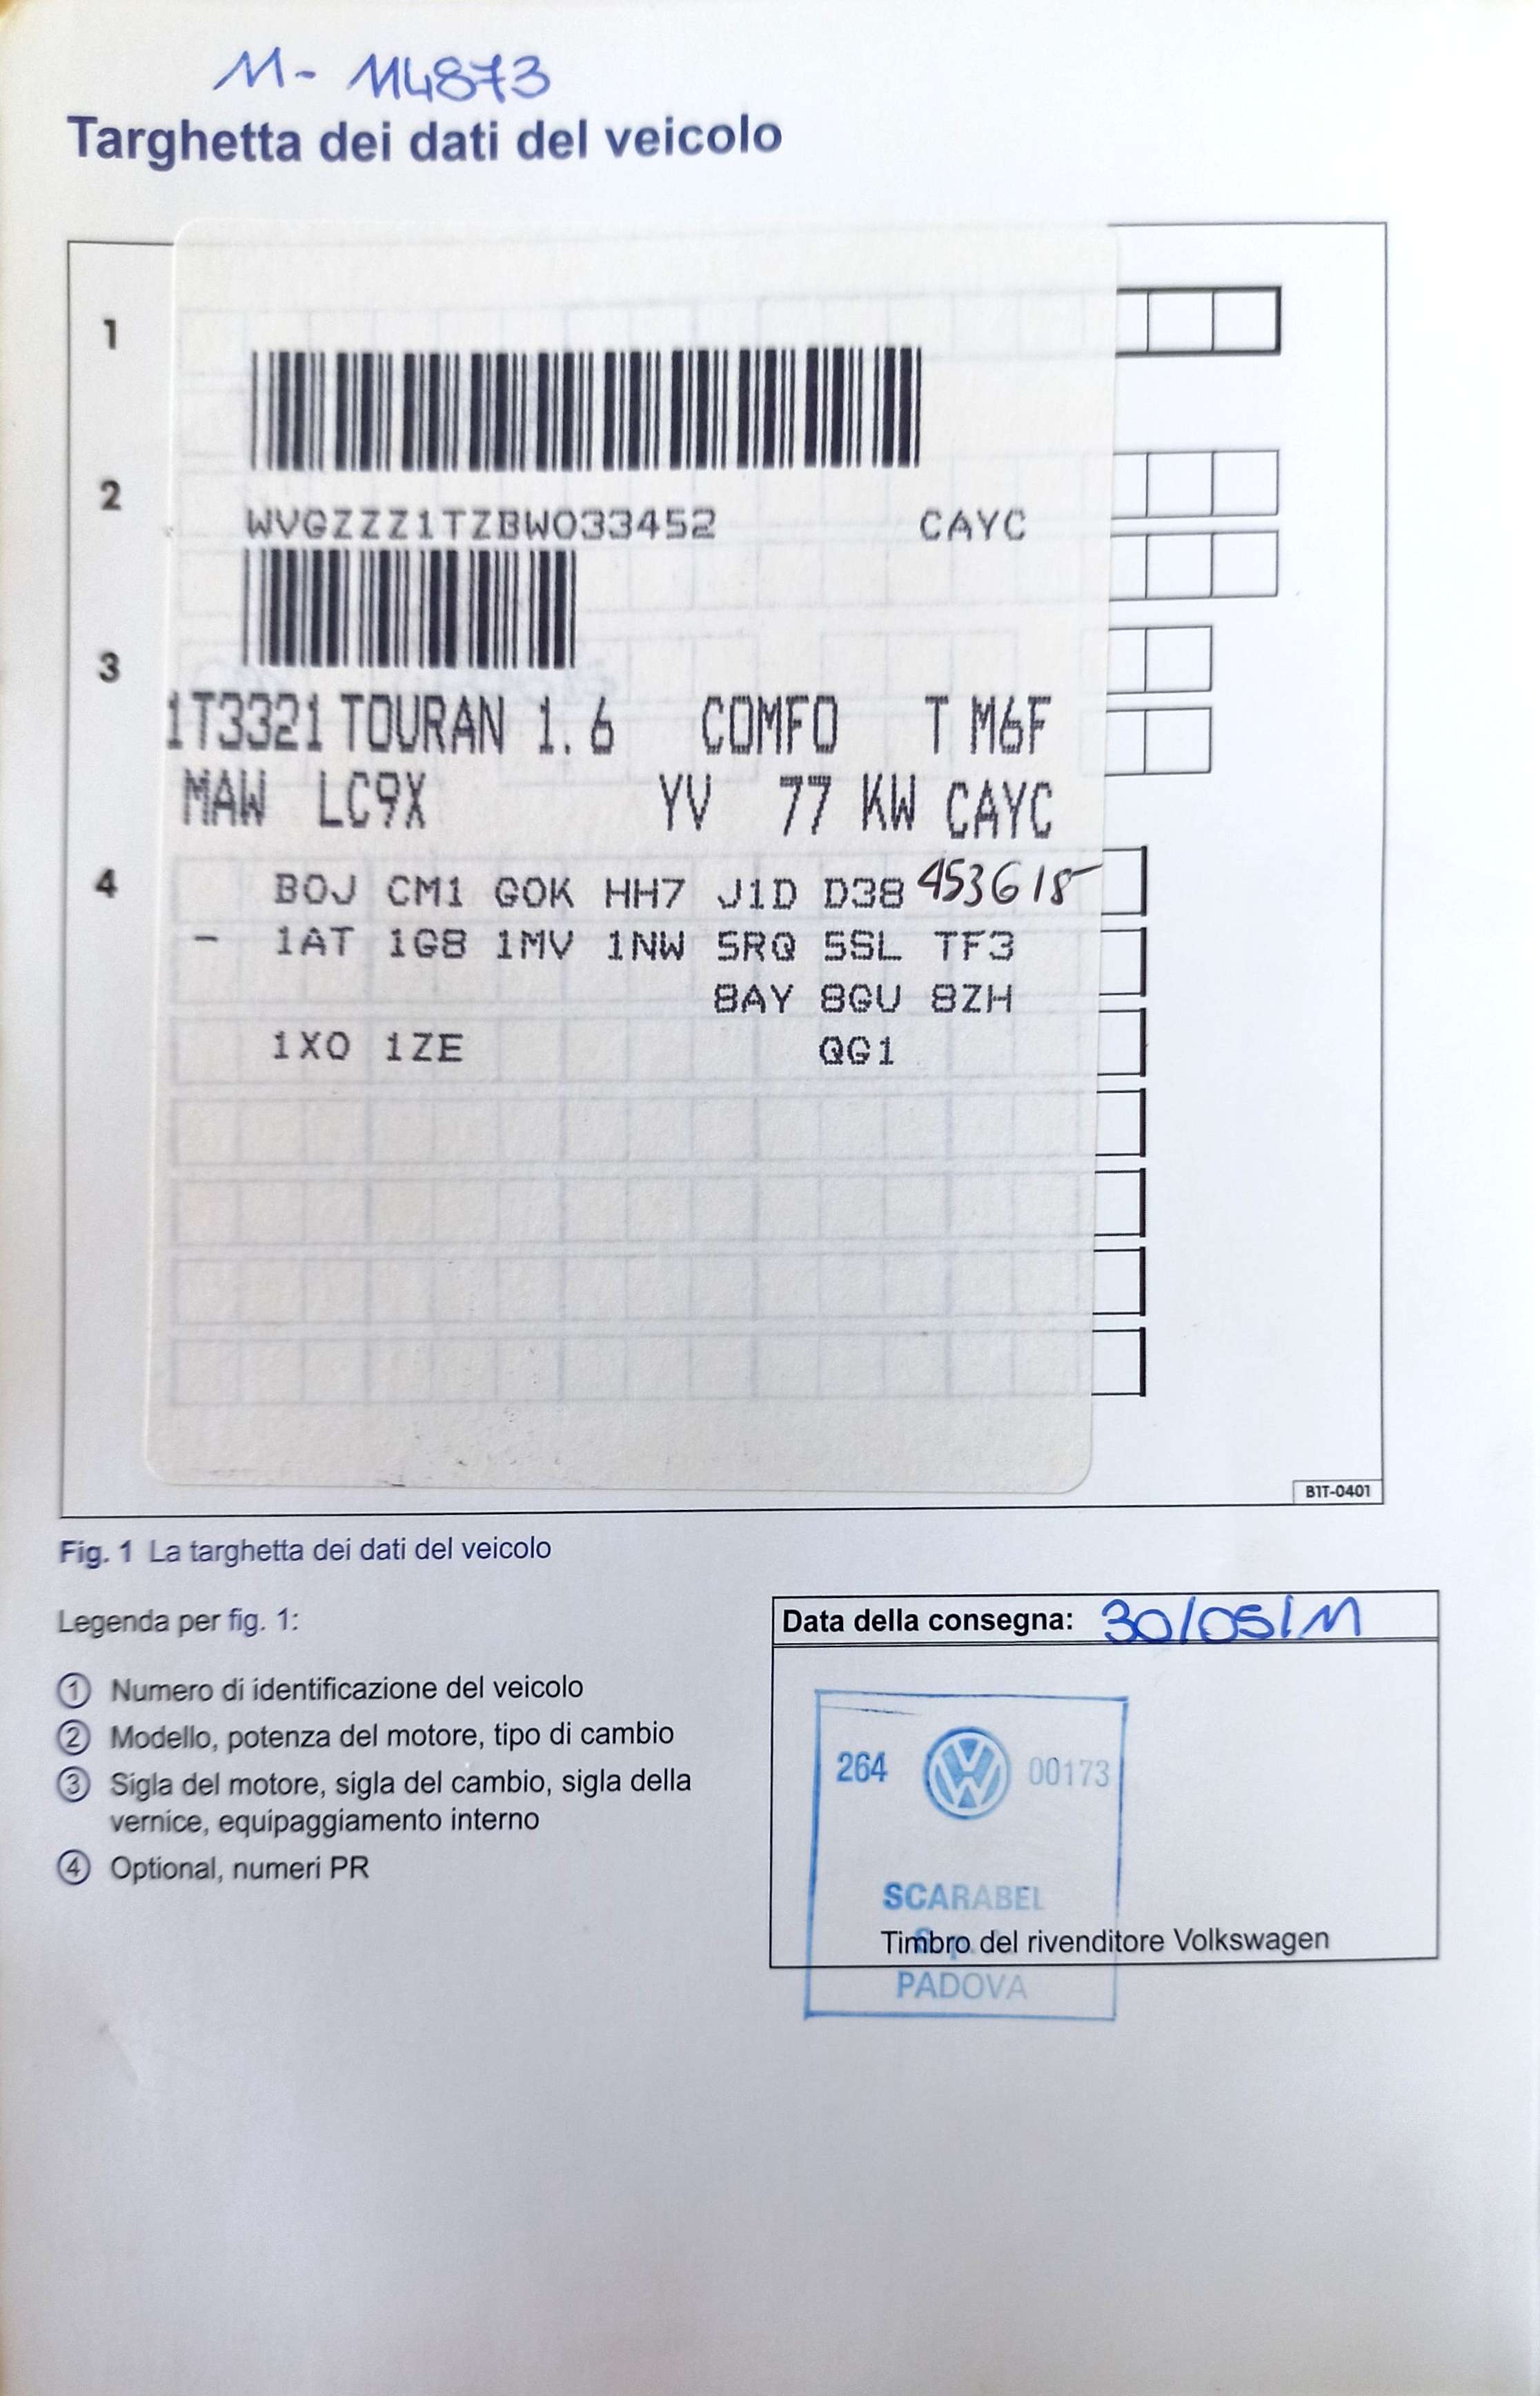 11- 114873
Targhetta dei dati del veicolo
1
2
WVGZZZ1TZBW033452 CAYC
3
1T3321 TOURAN 1.6 COMFO T M6F
MAW LC9X YV 77 KW CAYC
4
B0J CM1 G0K HH7 J1D D38 453618
- 1AT 1G8 1MV 1NW 5RQ 5SL TF3
8AY 8GU 8ZH
1X0 1ZE QG1
B1T-0401
Fig. 1 La targhetta dei dati del veicolo
Legenda per fig. 1:
1 Numero di identificazione del veicolo
2 Modello, potenza del motore, tipo di cambio
3 Sigla del motore, sigla del cambio, sigla della
vernice, equipaggiamento interno
4 Optional, numeri PR
Data della consegna: 30/05/11
264 VW 00173
SCARABEL
S.p.
Timbro del rivenditore Volkswagen
PADOVA